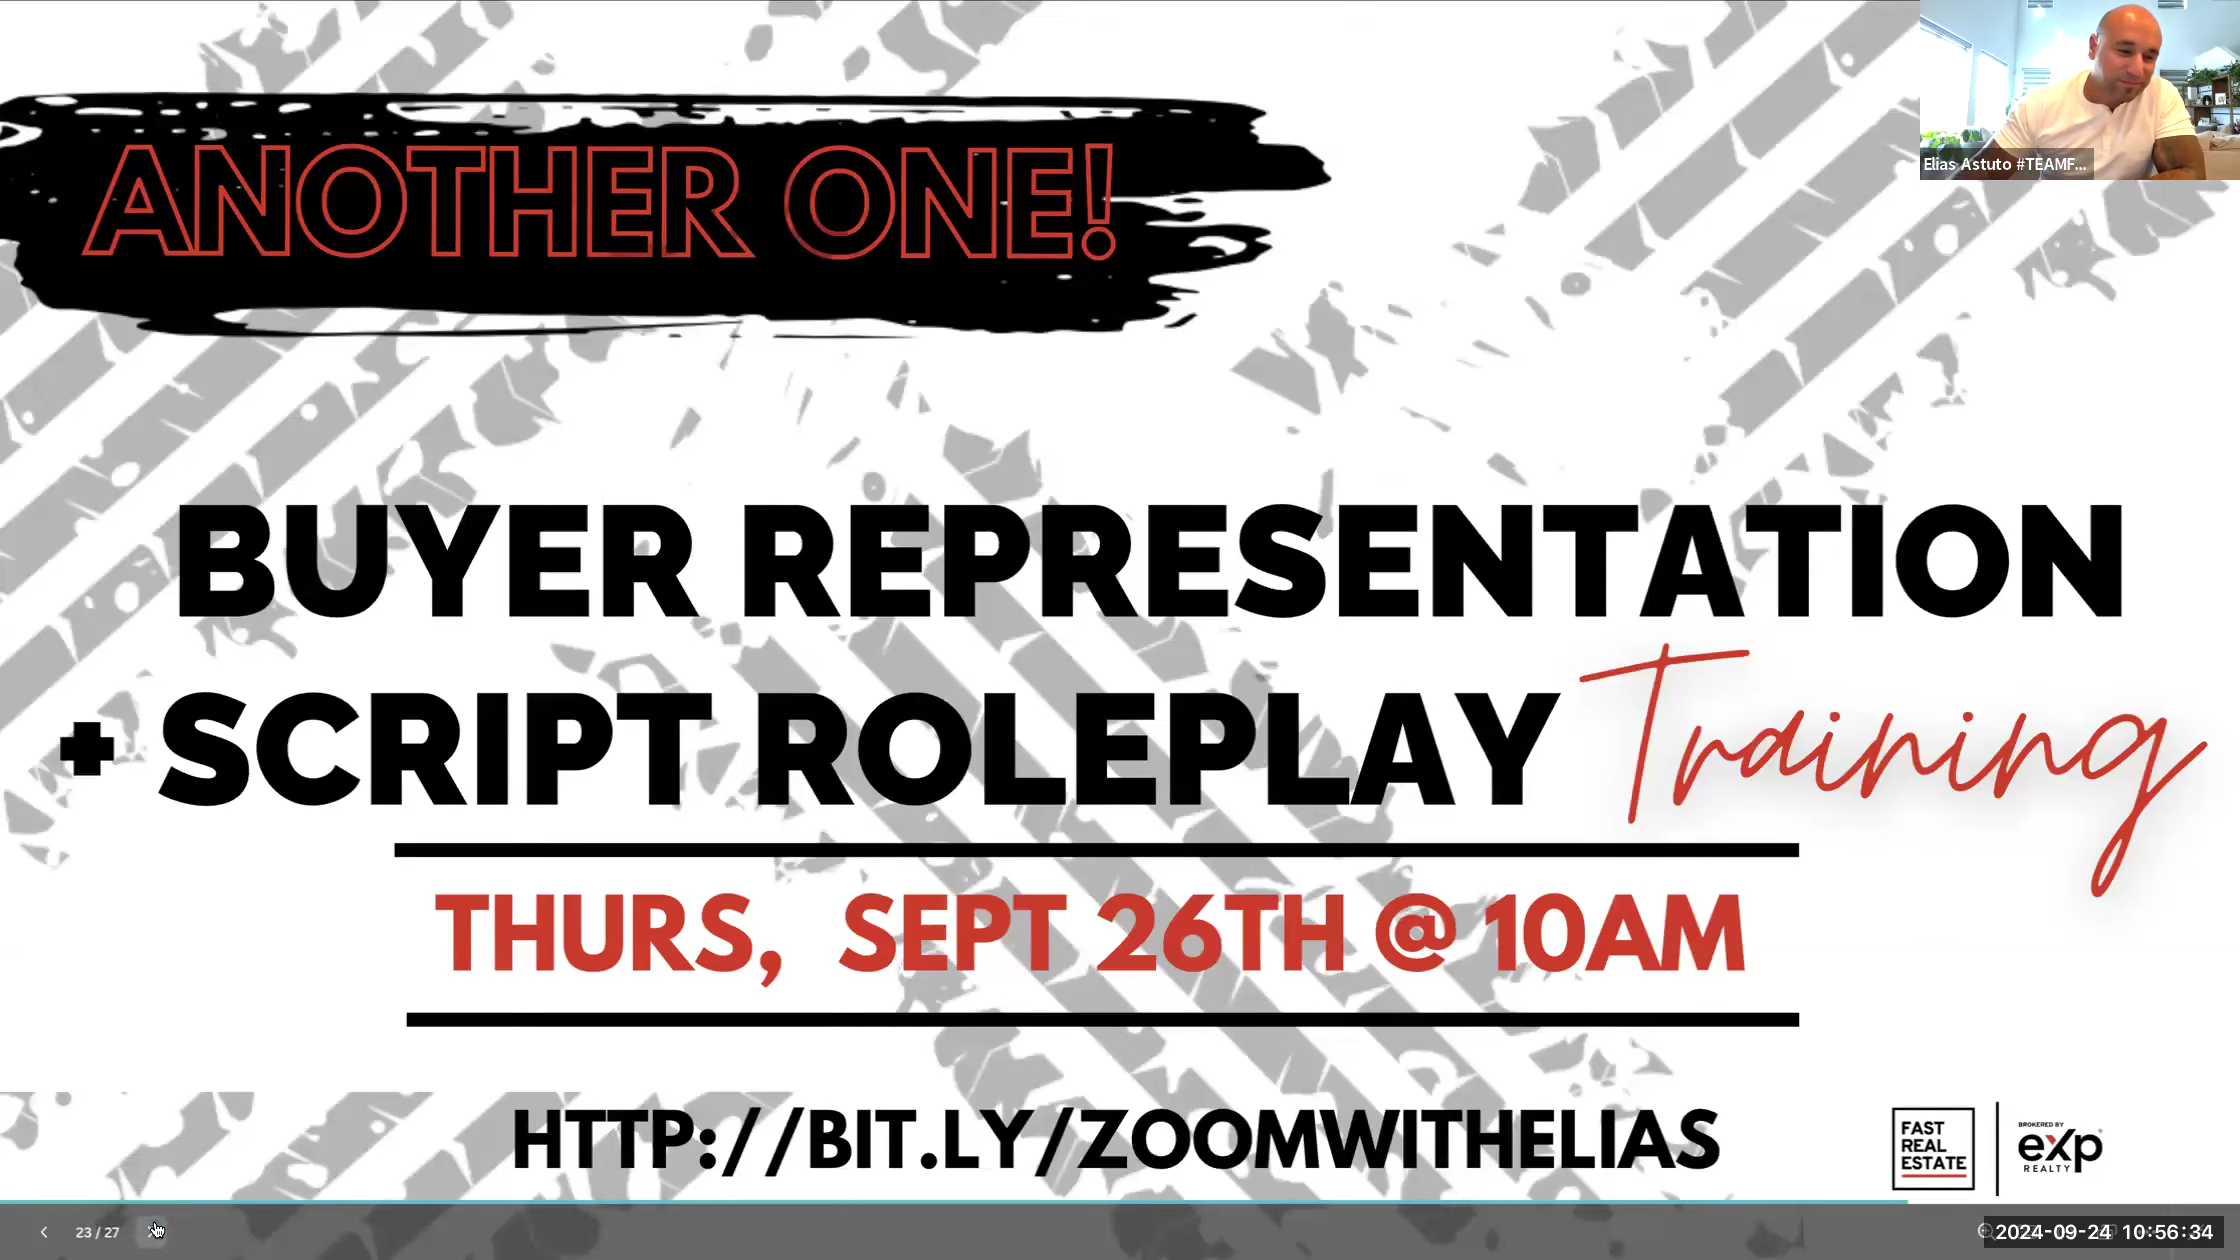 ANOTHER ONE!
Elias Astuto #TEAMF...
BUYER REPRESENTATION
+ SCRIPT ROLEPLAY Training
THURS, SEPT 26TH @ 10AM
HTTP://BIT.LY/ZOOMWITHELIAS
FAST
REAL
ESTATE
BROKERED BY
eXp
REALTY
23 / 27
2024-09-24 10:56:34